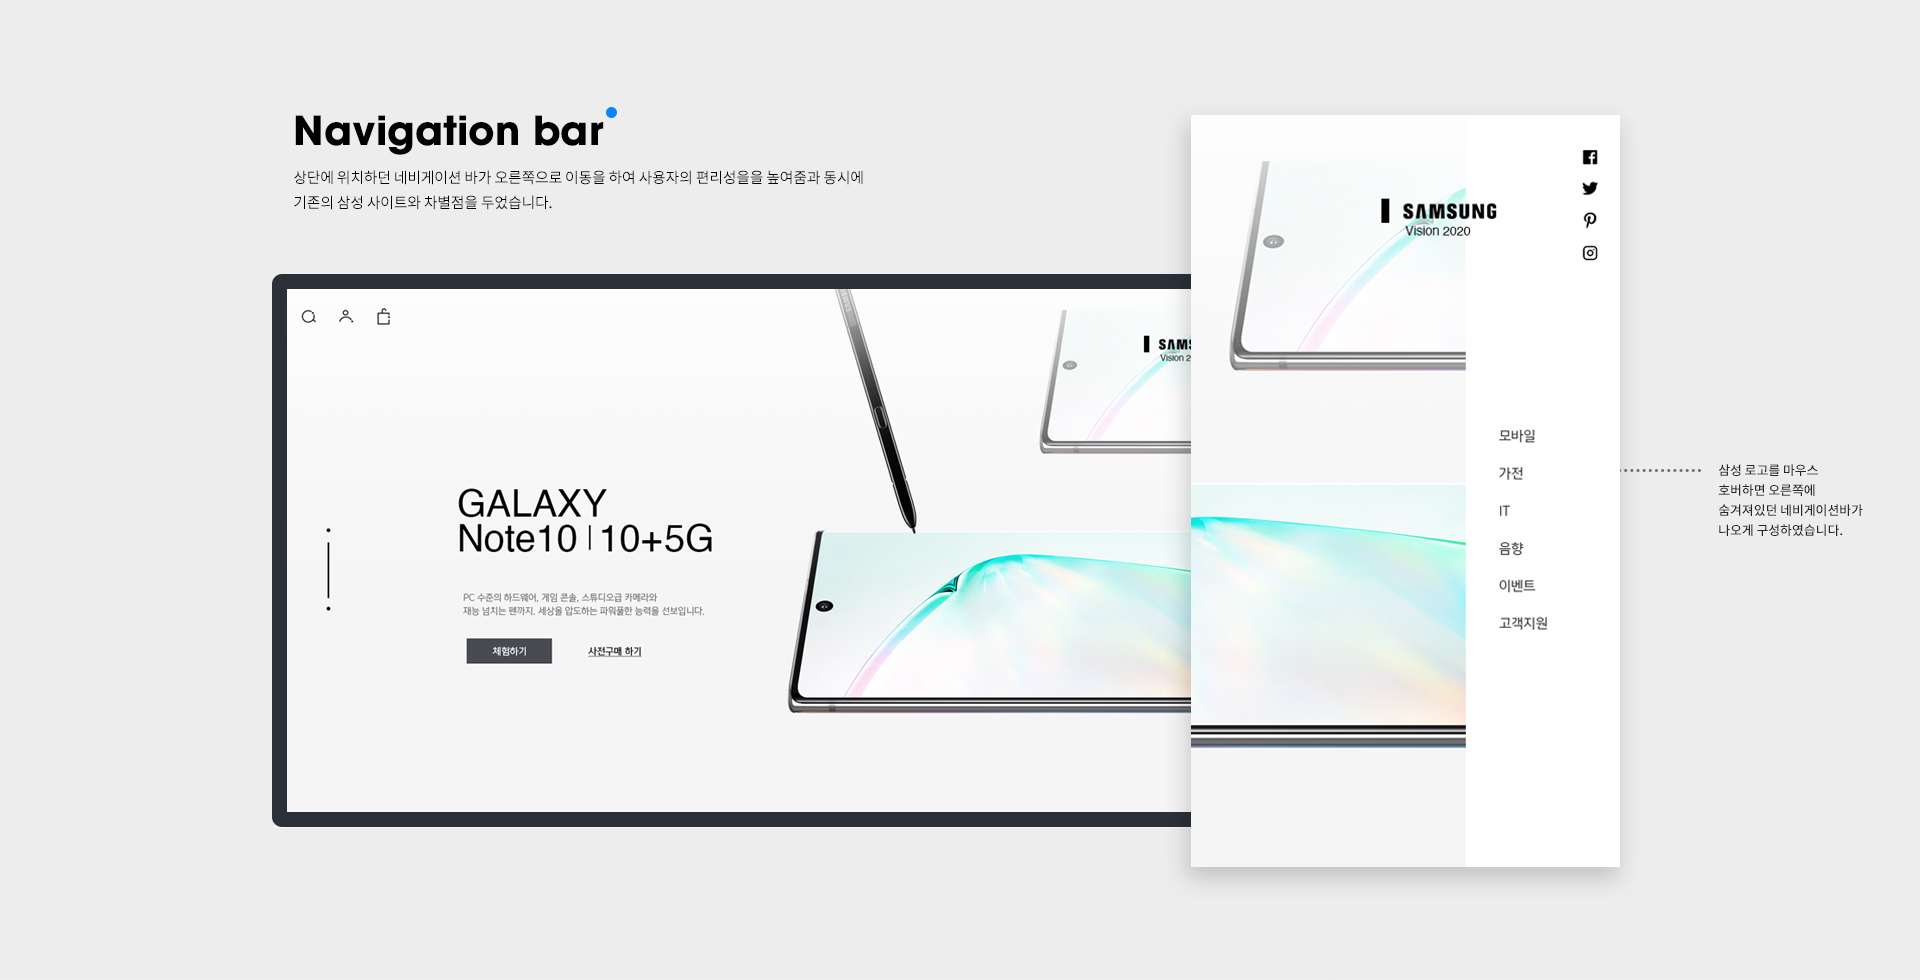 Navigation bar
상단에 위치하던 네비게이션 바가 오른쪽으로 이동을 하여 사용자의 편리성을을 높여줌과 동시에
기존의 삼성 사이트와 차별점을 두었습니다.
SAMS
Vision 2
GALAXY
Note10 | 10+5G
PC 수준의 하드웨어, 게임 콘솔, 스튜디오급 카메라와
재능 넘치는 펜까지. 세상을 압도하는 파워풀한 능력을 선보입니다.
체험하기
사전구매 하기
SAMSUNG
Vision 2020
모바일
가전
IT
음향
이벤트
고객지원
삼성 로고를 마우스
호버하면 오른쪽에
숨겨져있던 네비게이션바가
나오게 구성하였습니다.